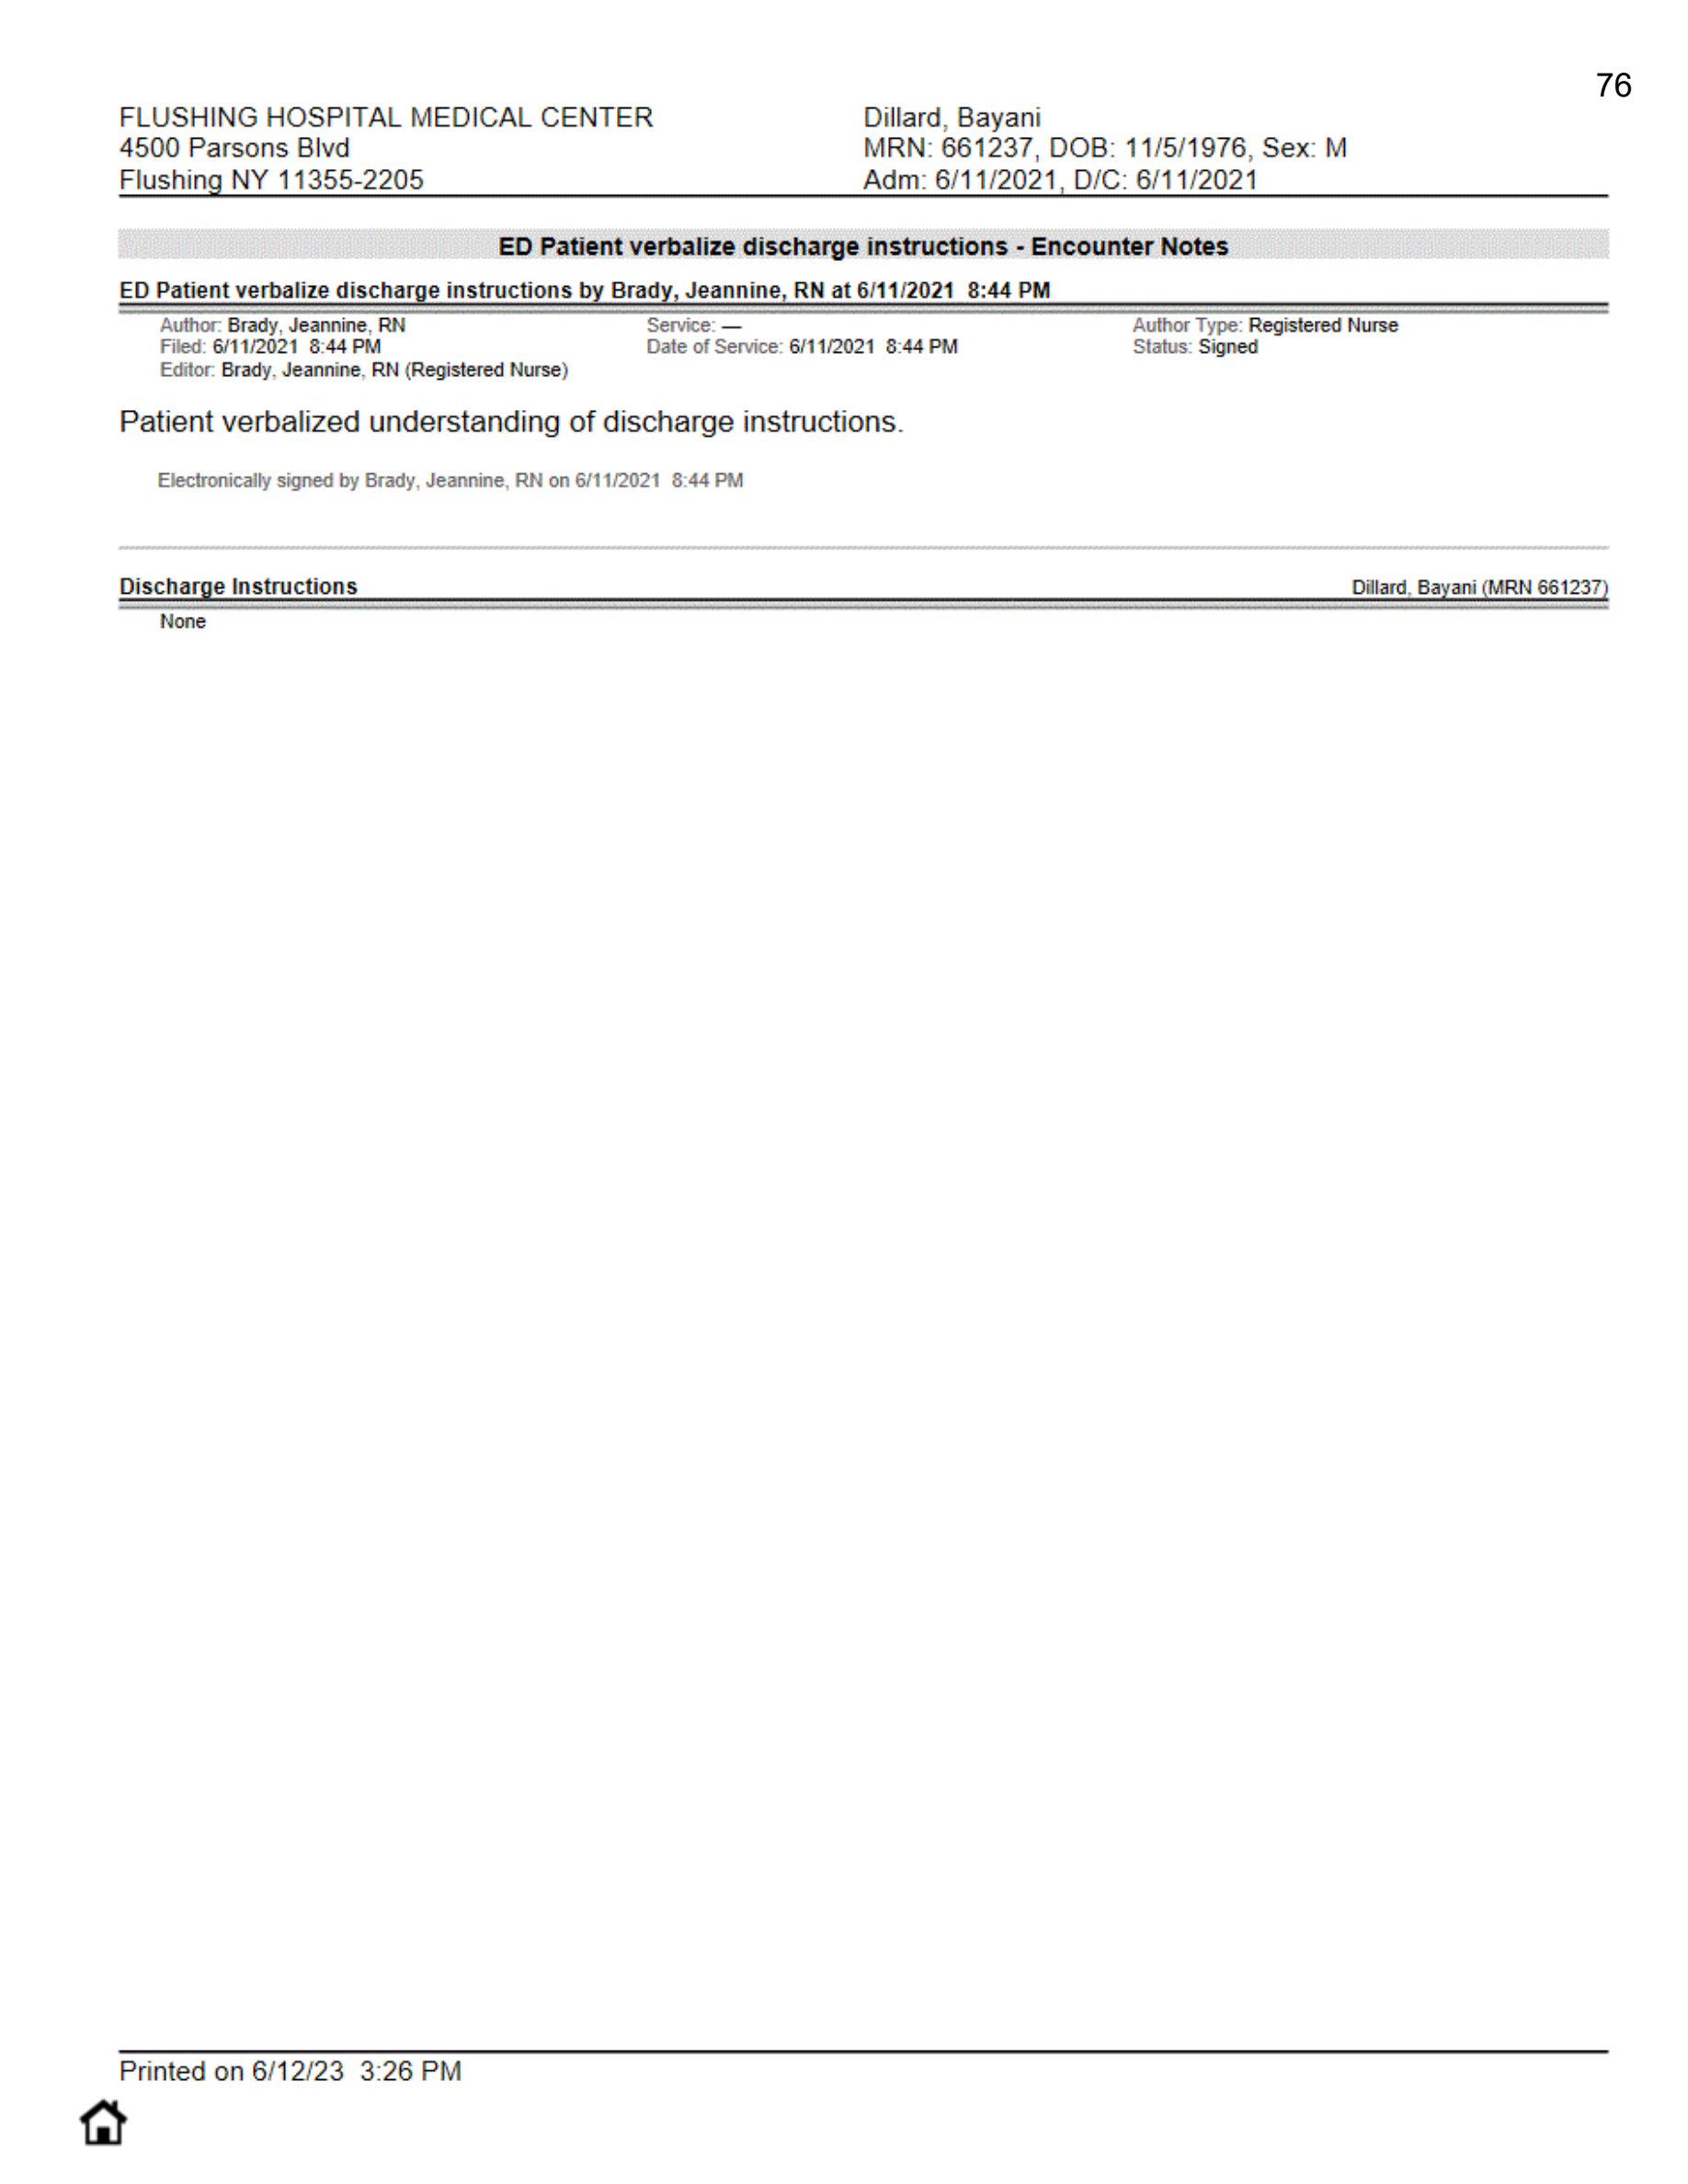 76
FLUSHING HOSPITAL MEDICAL CENTER
4500 Parsons Blvd
Flushing NY 11355-2205
Dillard, Bayani
MRN: 661237, DOB: 11/5/1976, Sex: M
Adm: 6/11/2021, D/C: 6/11/2021
ED Patient verbalize discharge instructions - Encounter Notes
ED Patient verbalize discharge instructions by Brady, Jeannine, RN at 6/11/2021 8:44 PM
Author: Brady, Jeannine, RN Service: — Author Type: Registered Nurse
Filed: 6/11/2021 8:44 PM Date of Service: 6/11/2021 8:44 PM Status: Signed
Editor: Brady, Jeannine, RN (Registered Nurse)
Patient verbalized understanding of discharge instructions.
Electronically signed by Brady, Jeannine, RN on 6/11/2021 8:44 PM
Discharge Instructions Dillard, Bayani (MRN 661237)
None
Printed on 6/12/23 3:26 PM